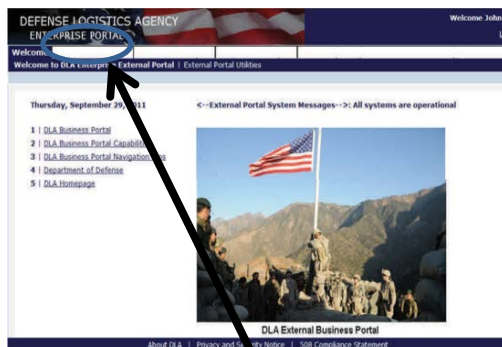 DEFENSE LOGISTICS AGENCY
ENTERPRISE PORTAL
Welcome John
Welcome
Welcome to DLA Enterprise External Portal | External Portal Utilities
Thursday, September 29, 2011
<--External Portal System Messages-->: All systems are operational
1 | DLA Business Portal
2 | DLA Business Portal
3 | DLA Business Portal Navigation
4 | Department of Defense
5 | DLA Homepage
DLA External Business Portal
About DLA | Privacy and Security Notice | 508 Compliance Statement